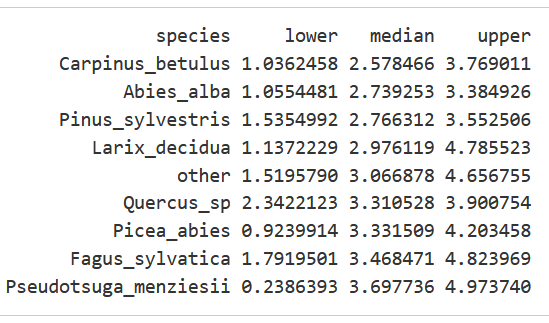 species lower median upper
Carpinus_betulus 1.0362458 2.578466 3.769011
Abies_alba 1.0554481 2.739253 3.384926
Pinus_sylvestris 1.5354992 2.766312 3.552506
Larix_decidua 1.1372229 2.976119 4.785523
other 1.5195790 3.066878 4.656755
Quercus_sp 2.3422123 3.310528 3.900754
Picea_abies 0.9239914 3.331509 4.203458
Fagus_sylvatica 1.7919501 3.468471 4.823969
Pseudotsuga_menziesii 0.2386393 3.697736 4.973740